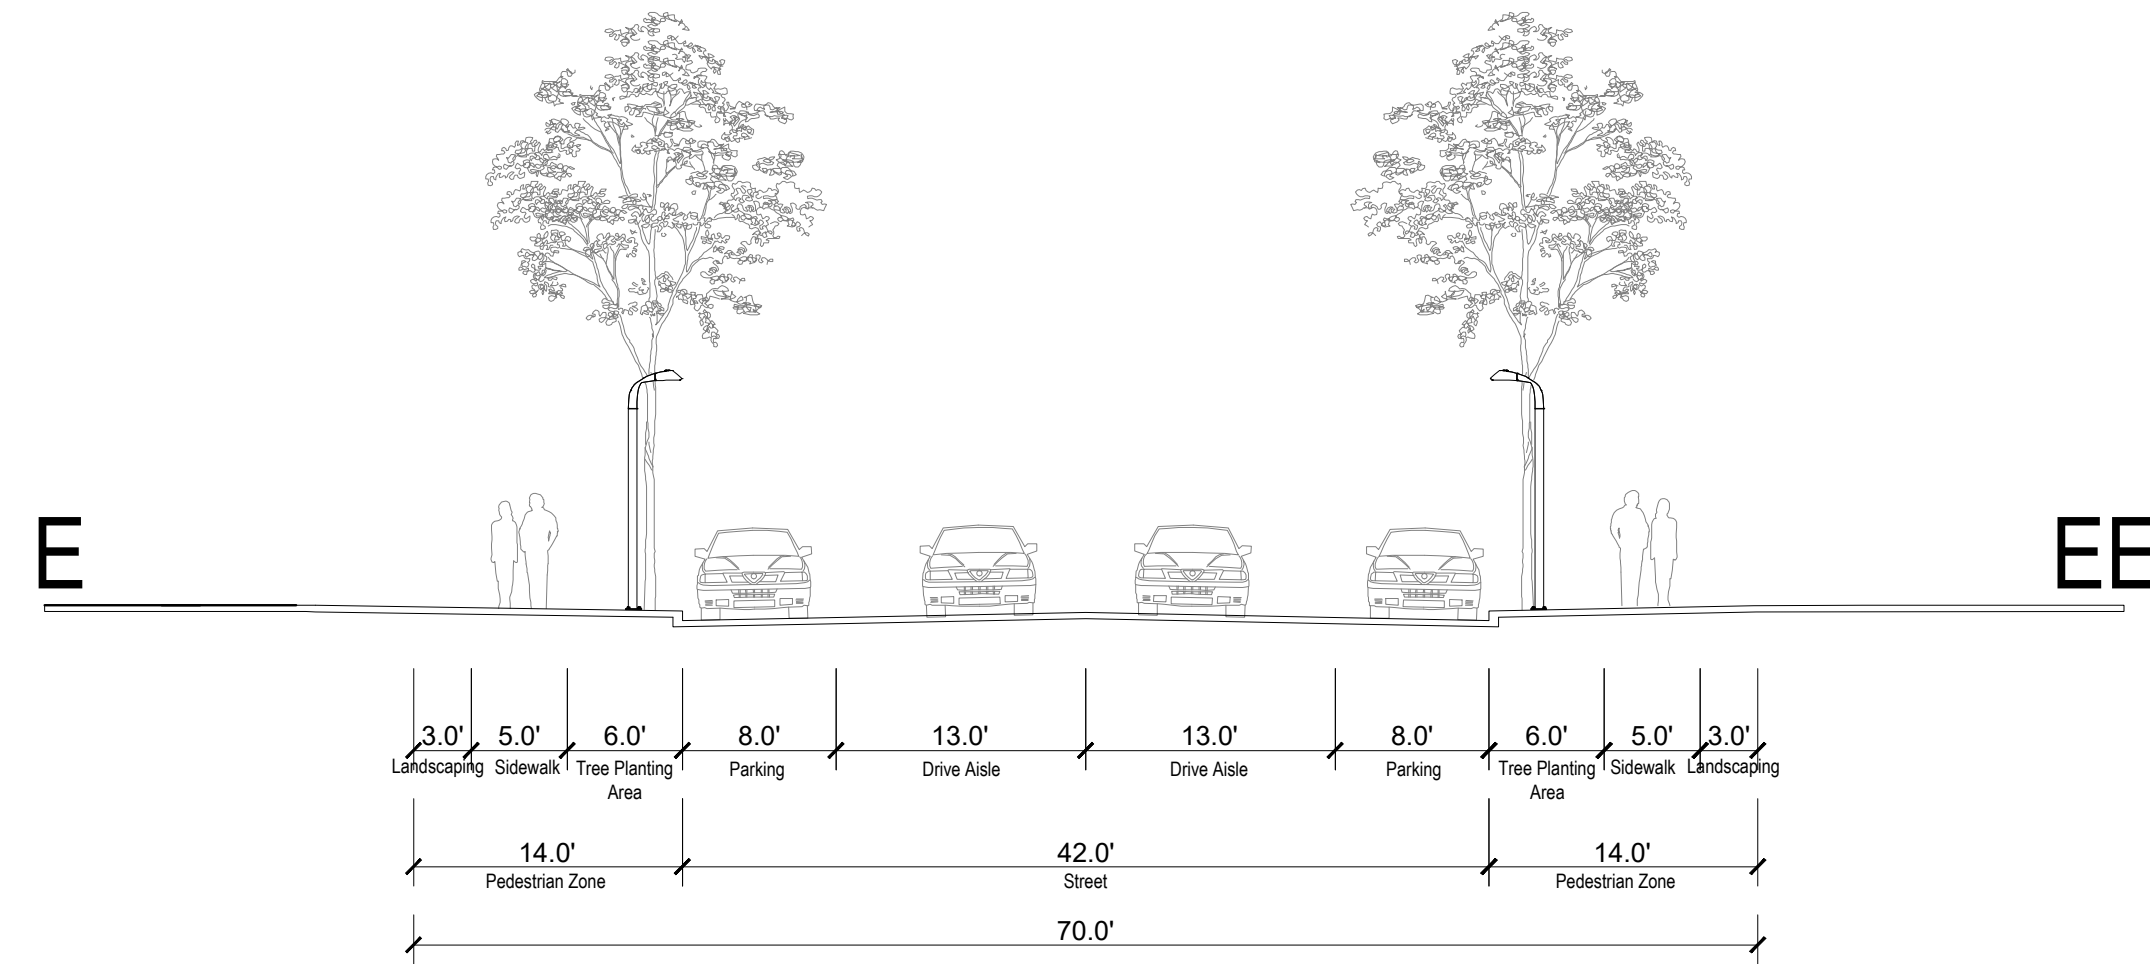 E
EE
3.0' 5.0' 6.0' 8.0' 13.0' 13.0' 8.0' 6.0' 5.0' 3.0'
Landscaping Sidewalk Tree Planting Parking Drive Aisle Drive Aisle Parking Tree Planting Sidewalk Landscaping
Area Area
14.0' 42.0' 14.0'
Pedestrian Zone Street Pedestrian Zone
70.0'